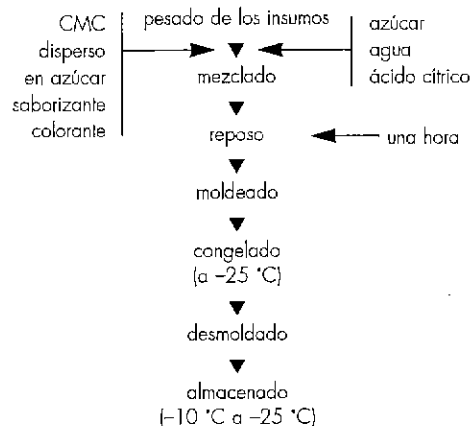 CMC
disperso
en azúcar
saborizante
colorante
pesado de los insumos
azúcar
agua
ácido cítrico
mezclado
reposo
una hora
moldeado
congelado
(a –25 °C)
desmoldado
almacenado
(–10 °C a –25 °C)